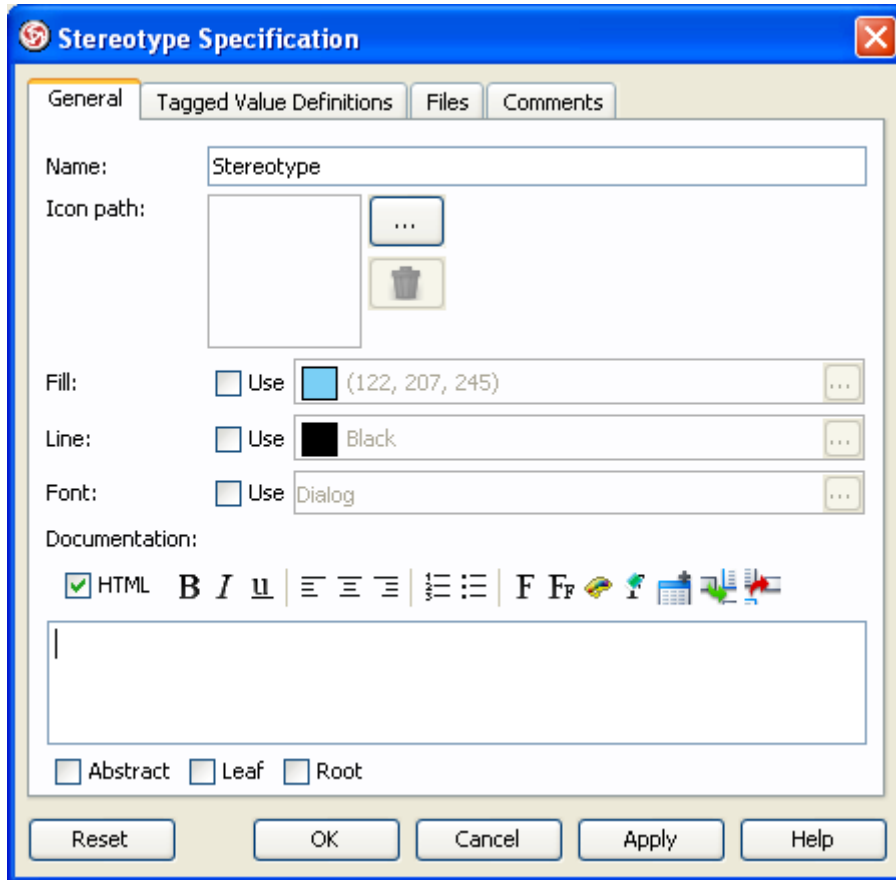 Stereotype Specification
General Tagged Value Definitions Files Comments
Name: Stereotype
Icon path: ...
Fill: Use (122, 207, 245) ...
Line: Use Black ...
Font: Use Dialog ...
Documentation:
HTML B I u F FF
Abstract Leaf Root
Reset OK Cancel Apply Help